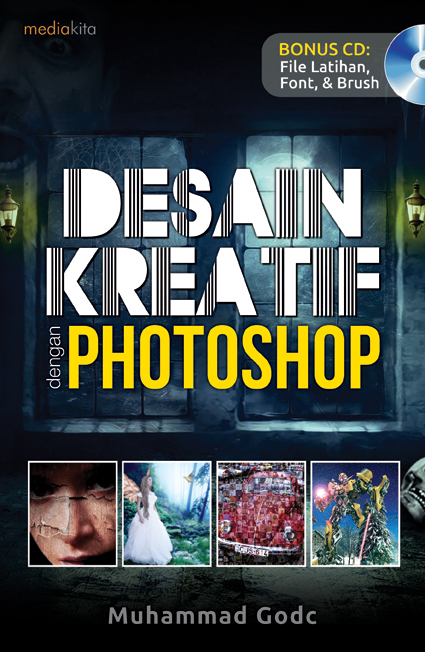 mediakita
BONUS CD:
File Latihan,
Font, & Brush
DESAIN
KREATIF
dengan
PHOTOSHOP
Muhammad Godc